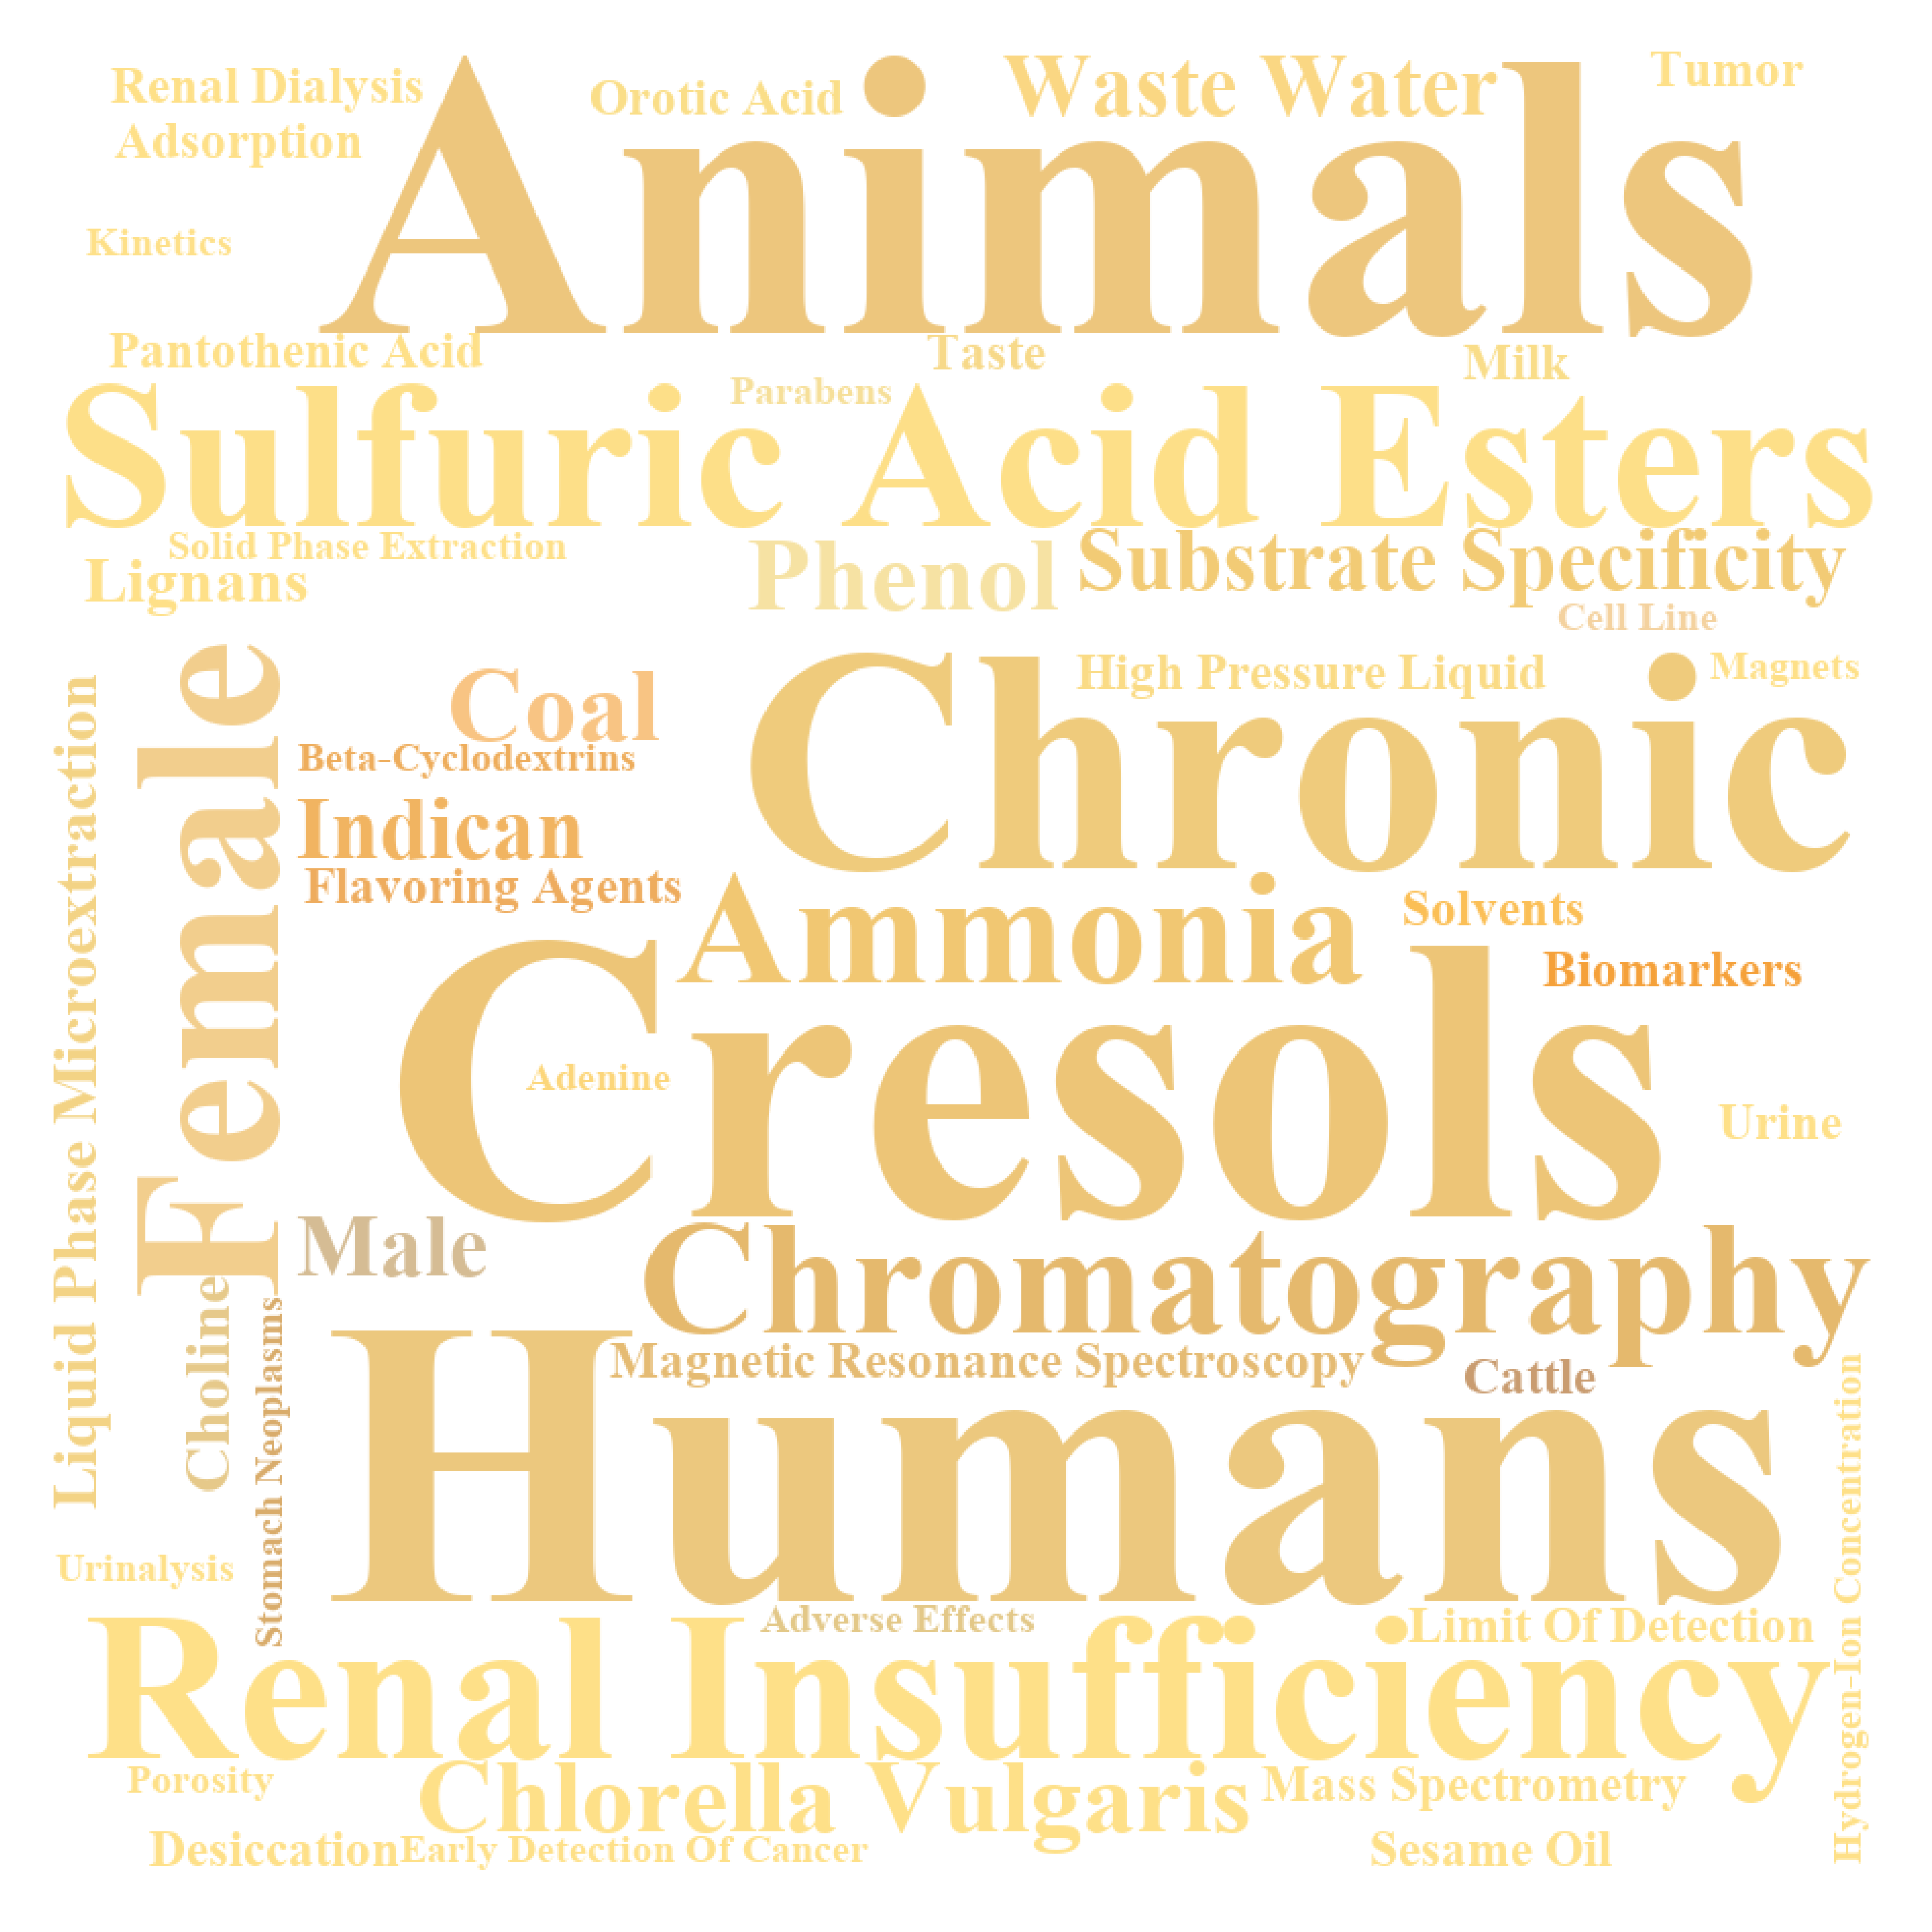 Renal Dialysis
Orotic Acid
Waste Water
Tumor
Adsorption
Animals
Kinetics
Pantothenic Acid
Taste
Milk
Parabens
Sulfuric Acid Esters
Solid Phase Extraction
Lignans
Phenol
Substrate Specificity
Cell Line
Female
Coal
High Pressure Liquid
Magnets
Chronic
Liquid Phase Microextraction
Beta-Cyclodextrins
Indican
Flavoring Agents
Ammonia
Solvents
Biomarkers
Cresols
Adenine
Urine
Male
Chromatography
Choline
Stomach Neoplasms
Magnetic Resonance Spectroscopy
Cattle
Humans
Hydrogen-Ion Concentration
Urinalysis
Adverse Effects
Limit Of Detection
Renal Insufficiency
Porosity
Chlorella Vulgaris
Mass Spectrometry
Desiccation
Early Detection Of Cancer
Sesame Oil